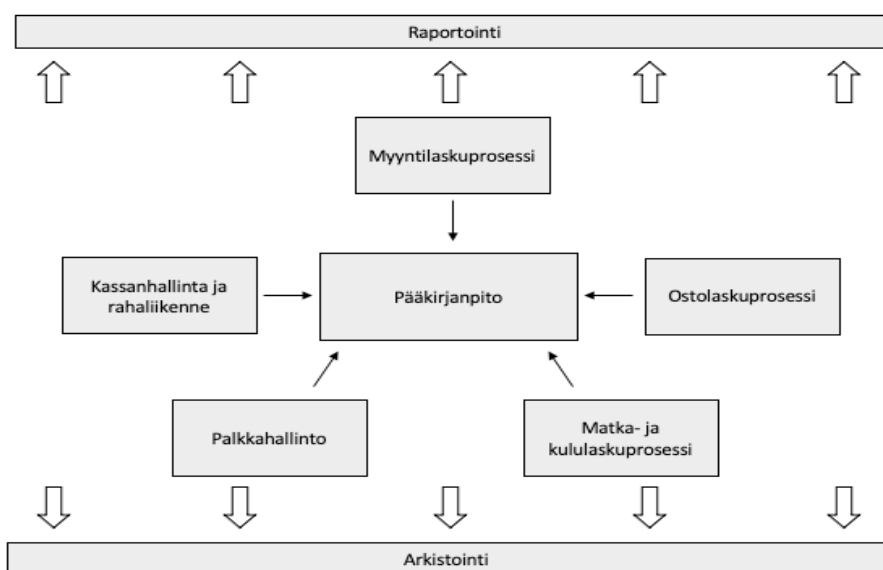 Raportointi
Myyntilaskuprosessi
Kassanhallinta ja
rahaliikenne
Pääkirjanpito
Ostolaskuprosessi
Palkkahallinto
Matka- ja
kululaskuprosessi
Arkistointi